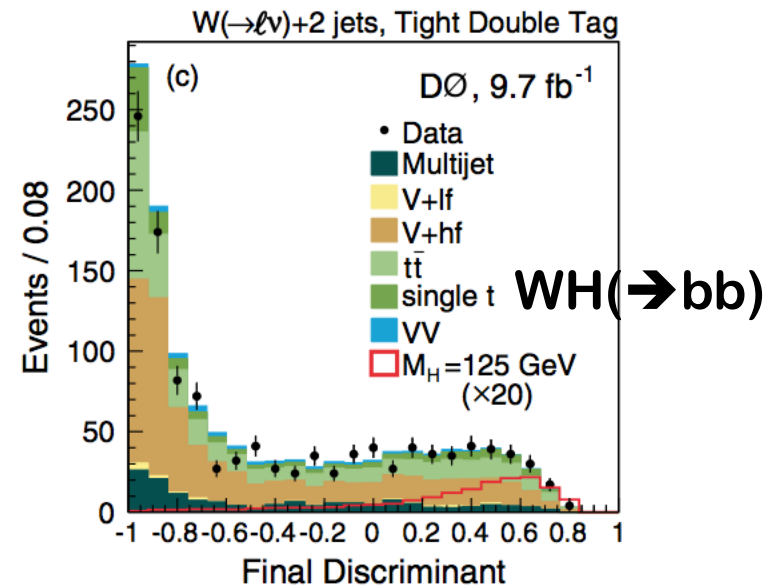 W(→ℓν)+2 jets, Tight Double Tag
(c)
DØ, 9.7 fb⁻¹
Data
Multijet
V+lf
V+hf
tt̄
single t
VV
M_H=125 GeV
(×20)
WH(➔bb)
Events / 0.08
250
200
150
100
50
0
-1 -0.8 -0.6 -0.4 -0.2 0 0.2 0.4 0.6 0.8 1
Final Discriminant